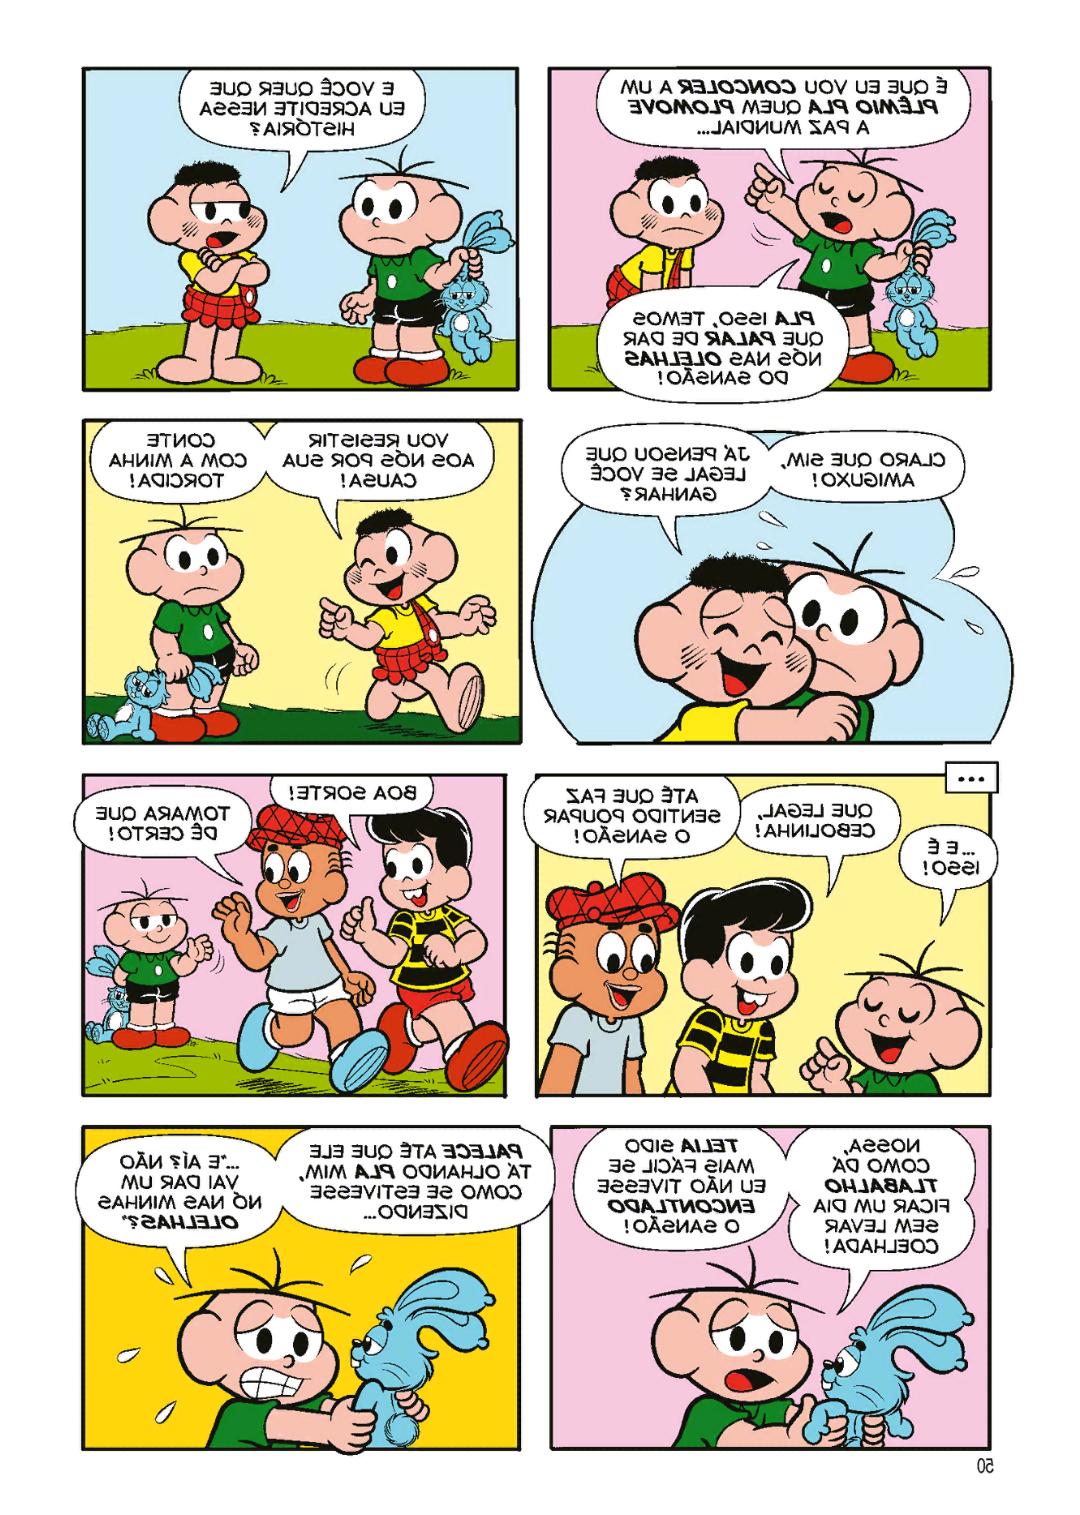 É QUE EU VOU CONCOLER A UM
PLÊMIO PLA QUEM PLOMOVE
A PAZ MUNDIAL...
PLA ISSO, TEMOS
QUE PALAR DE DAR
NÓS NAS OLELHAS
DO SANSÃO!
E VOCÊ QUER QUE
EU ACREDITE NESSA
HISTÓRIA?
CLARO QUE SIM,
AMIGUXO!
JÁ PENSOU QUE
LEGAL SE VOCÊ
GANHAR?
VOU RESISTIR
AOS NÓS POR SUA
CAUSA!
CONTE
COM A MINHA
TORCIDA!
...
...E É
ISSO!
QUE LEGAL,
CEBOLINHA!
ATÉ QUE FAZ
SENTIDO POUPAR
O SANSÃO!
BOA SORTE!
TOMARA QUE
DÊ CERTO!
NOSSA,
COMO DÁ
TLABALHO
FICAR UM DIA
SEM LEVAR
COELHADA!
TELIA SIDO
MAIS FÁCIL SE
EU NÃO TIVESSE
ENCONTLADO
O SANSÃO!
PALECE ATÉ QUE ELE
TÁ OLHANDO PLA MIM,
COMO SE ESTIVESSE
DIZENDO...
..."E AÍ? NÃO
VAI DAR UM
NÓ NAS MINHAS
OLELHAS?"
50